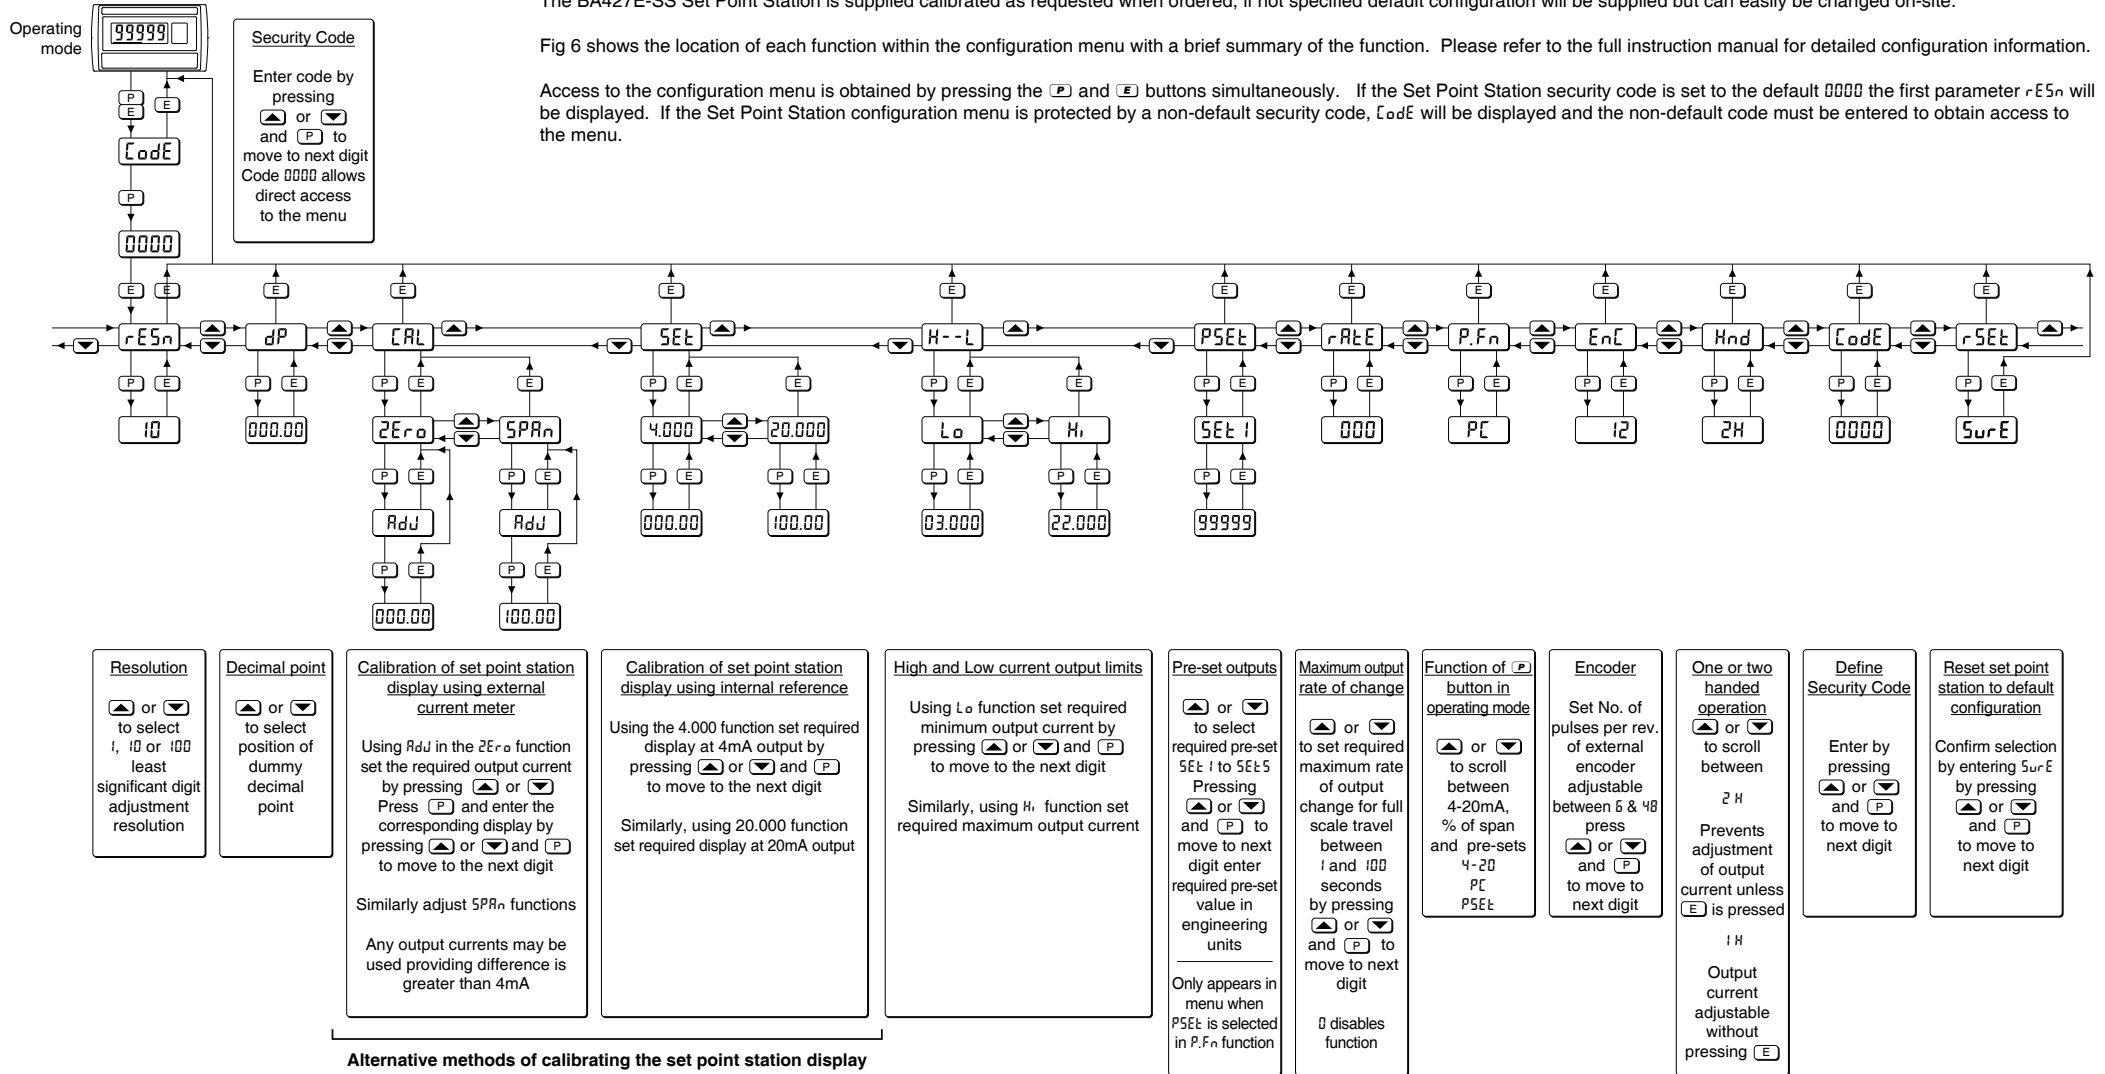 The BA427E-SS Set Point Station is supplied calibrated as requested when ordered, if not specified default configuration will be supplied but can easily be changed on-site.
Fig 6 shows the location of each function within the configuration menu with a brief summary of the function. Please refer to the full instruction manual for detailed configuration information.
Access to the configuration menu is obtained by pressing the P and E buttons simultaneously. If the Set Point Station security code is set to the default 0000 the first parameter rESn will
be displayed. If the Set Point Station configuration menu is protected by a non-default security code, CodE will be displayed and the non-default code must be entered to obtain access to
the menu.
Operating
mode
99999
P
E
E
CodE
P
0000
Security Code
Enter code by
pressing
▲ or ▼
and P to
move to next digit
Code 0000 allows
direct access
to the menu
E E E E E E E E E E E E E
rESn dP CAL SEt H--L PSEt rAtE P.Fn EnC Hnd CodE rSEt
P E P E P E E P E E P E E P E P E P E P E P E P E P E
10 000.00 ZEro SPAn 4.000 20.000 Lo Hi SEt 1 000 PC 12 2H 0000 SurE
P E P E P E P E P E P E P E
AdJ AdJ 000.00 100.00 03.000 22.000 99999
P E P E
000.00 100.00
Resolution
▲ or ▼
to select
1, 10 or 100
least
significant digit
adjustment
resolution
Decimal point
▲ or ▼
to select
position of
dummy
decimal
point
Calibration of set point station
display using external
current meter
Using AdJ in the ZEro function
set the required output current
by pressing ▲ or ▼
Press P and enter the
corresponding display by
pressing ▲ or ▼ and P
to move to the next digit
Similarly adjust SPAn functions
Any output currents may be
used providing difference is
greater than 4mA
Calibration of set point station
display using internal reference
Using the 4.000 function set required
display at 4mA output by
pressing ▲ or ▼ and P
to move to the next digit
Similarly, using 20.000 function
set required display at 20mA output
Alternative methods of calibrating the set point station display
High and Low current output limits
Using Lo function set required
minimum output current by
pressing ▲ or ▼ and P
to move to the next digit
Similarly, using Hi function set
required maximum output current
Pre-set outputs
▲ or ▼
to select
required pre-set
SEt 1 to SEt5
Pressing
▲ or ▼
and P to
move to next
digit enter
required pre-set
value in
engineering
units
Only appears in
menu when
PSEt is selected
in P.Fn function
Maximum output
rate of change
▲ or ▼
to set required
maximum rate
of output
change for full
scale travel
between
1 and 100
seconds
by pressing
▲ or ▼
and P to
move to next
digit
0 disables
function
Function of P
button in
operating mode
▲ or ▼
to scroll
between
4-20mA,
% of span
and pre-sets
4-20
PC
PSEt
Encoder
Set No. of
pulses per rev.
of external
encoder
adjustable
between 6 & 48
press
▲ or ▼
and P
to move to
next digit
One or two
handed
operation
▲ or ▼
to scroll
between
2 H
Prevents
adjustment
of output
current unless
E is pressed
1 H
Output
current
adjustable
without
pressing E
Define
Security Code
Enter by
pressing
▲ or ▼
and P
to move to
next digit
Reset set point
station to default
configuration
Confirm selection
by entering SurE
by pressing
▲ or ▼
and P
to move to
next digit